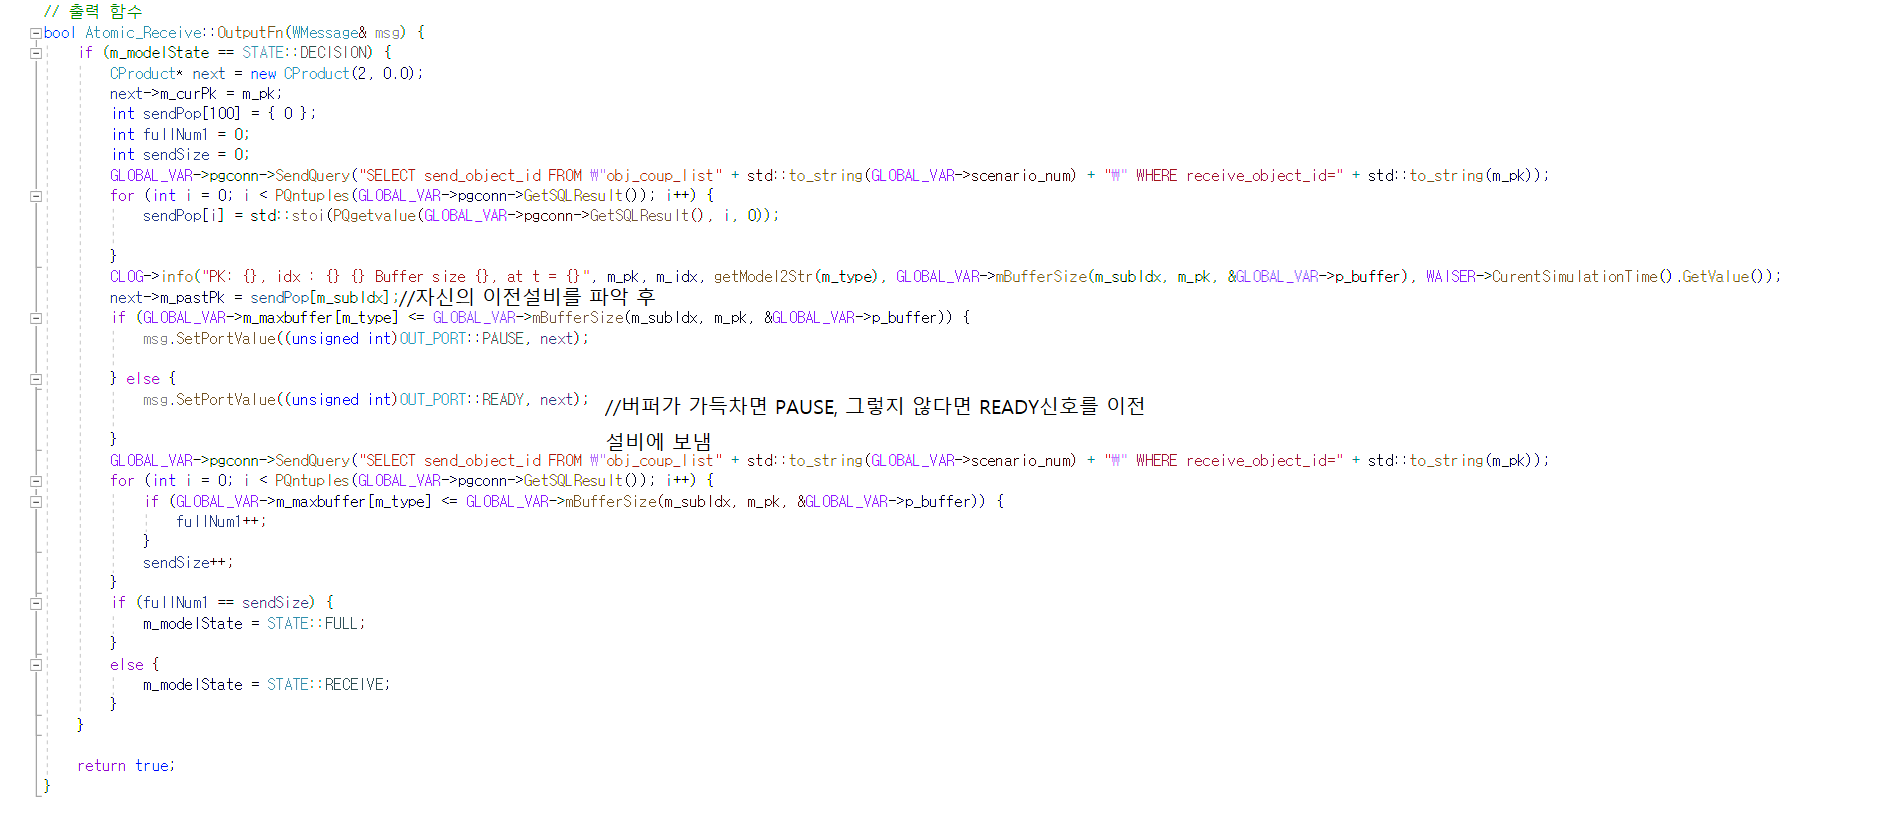 // 출력 함수
bool Atomic_Receive::OutputFn(WMessage& msg) {
if (m_modelState == STATE::DECISION) {
CProduct* next = new CProduct(2, 0.0);
next->m_curPk = m_pk;
int sendPop[100] = { 0 };
int fullNum1 = 0;
int sendSize = 0;
GLOBAL_VAR->pgconn->SendQuery("SELECT send_object_id FROM ₩"obj_coup_list" + std::to_string(GLOBAL_VAR->scenario_num) + "₩" WHERE receive_object_id=" + std::to_string(m_pk));
for (int i = 0; i < PQntuples(GLOBAL_VAR->pgconn->GetSQLResult()); i++) {
sendPop[i] = std::stoi(PQgetvalue(GLOBAL_VAR->pgconn->GetSQLResult(), i, 0));
}
CLOG->info("PK: {}, idx : {} {} Buffer size {}, at t = {}", m_pk, m_idx, getModel2Str(m_type), GLOBAL_VAR->mBufferSize(m_subIdx, m_pk, &GLOBAL_VAR->p_buffer), WAISER->CurentSimulationTime().GetValue());
next->m_pastPk = sendPop[m_subIdx];//자신의 이전설비를 파악 후
if (GLOBAL_VAR->m_maxbuffer[m_type] <= GLOBAL_VAR->mBufferSize(m_subIdx, m_pk, &GLOBAL_VAR->p_buffer)) {
msg.SetPortValue((unsigned int)OUT_PORT::PAUSE, next);
} else {
msg.SetPortValue((unsigned int)OUT_PORT::READY, next); //버퍼가 가득차면 PAUSE, 그렇지 않다면 READY신호를 이전
} 설비에 보냄
GLOBAL_VAR->pgconn->SendQuery("SELECT send_object_id FROM ₩"obj_coup_list" + std::to_string(GLOBAL_VAR->scenario_num) + "₩" WHERE receive_object_id=" + std::to_string(m_pk));
for (int i = 0; i < PQntuples(GLOBAL_VAR->pgconn->GetSQLResult()); i++) {
if (GLOBAL_VAR->m_maxbuffer[m_type] <= GLOBAL_VAR->mBufferSize(m_subIdx, m_pk, &GLOBAL_VAR->p_buffer)) {
fullNum1++;
}
sendSize++;
}
if (fullNum1 == sendSize) {
m_modelState = STATE::FULL;
}
else {
m_modelState = STATE::RECEIVE;
}
}
return true;
}